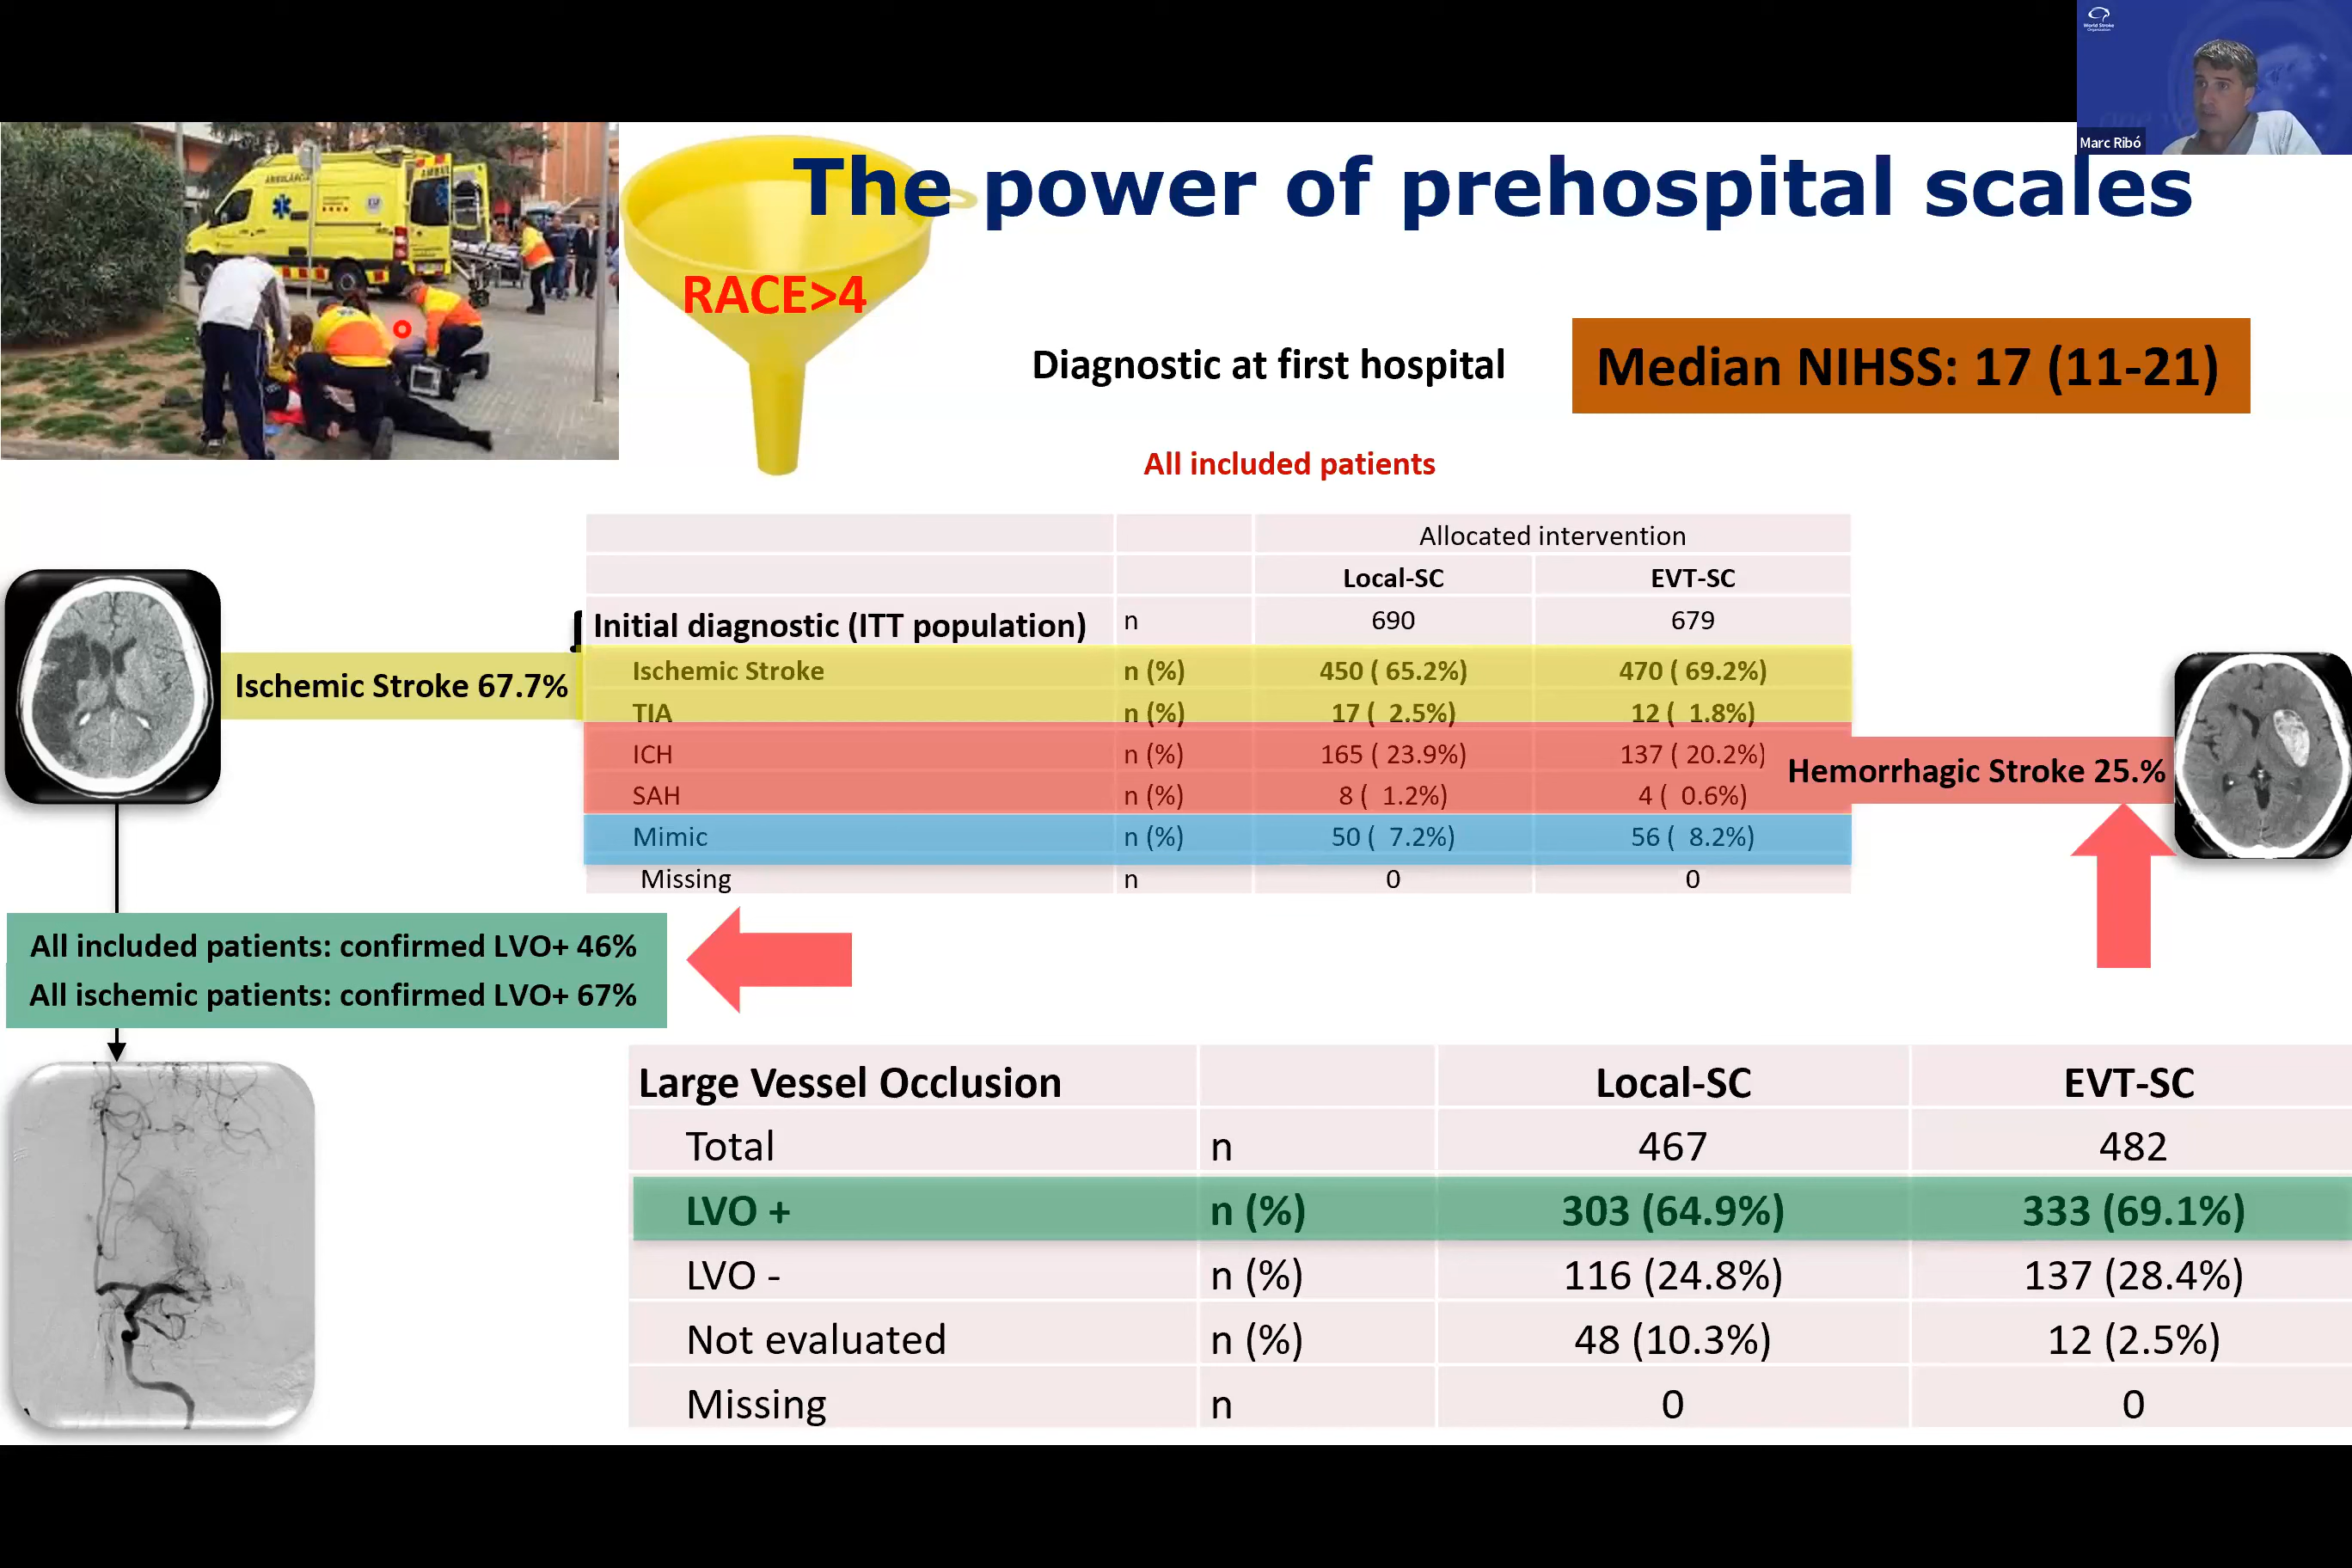 World Stroke
Organization
Marc Ribó
The power of prehospital scales
RACE>4
Diagnostic at first hospital
Median NIHSS: 17 (11-21)
All included patients
Allocated intervention
Local-SC EVT-SC
Initial diagnostic (ITT population) n 690 679
Ischemic Stroke n (%) 450 ( 65.2%) 470 ( 69.2%)
TIA n (%) 17 ( 2.5%) 12 ( 1.8%)
ICH n (%) 165 ( 23.9%) 137 ( 20.2%)
SAH n (%) 8 ( 1.2%) 4 ( 0.6%)
Mimic n (%) 50 ( 7.2%) 56 ( 8.2%)
Missing n 0 0
Ischemic Stroke 67.7%
Hemorrhagic Stroke 25.%
All included patients: confirmed LVO+ 46%
All ischemic patients: confirmed LVO+ 67%
Large Vessel Occlusion Local-SC EVT-SC
Total n 467 482
LVO + n (%) 303 (64.9%) 333 (69.1%)
LVO - n (%) 116 (24.8%) 137 (28.4%)
Not evaluated n (%) 48 (10.3%) 12 (2.5%)
Missing n 0 0